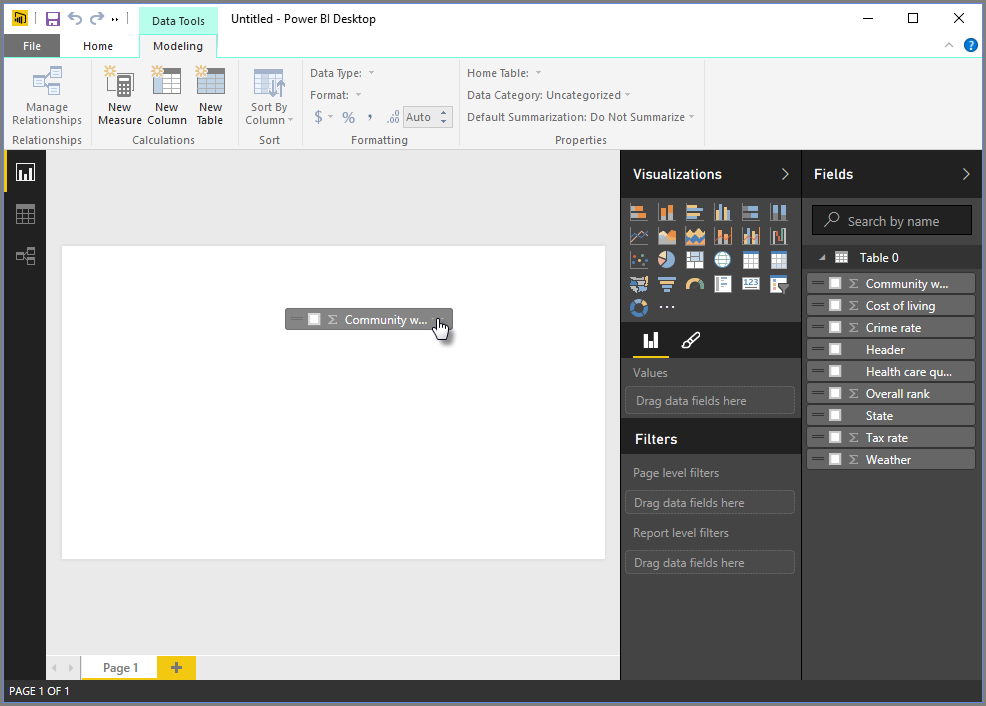 Data Tools
Untitled - Power BI Desktop
File
Home
Modeling
Manage
Relationships
Relationships
New
Measure
New
Column
New
Table
Calculations
Sort By
Column
Sort
Data Type:
Format:
$ % , .00 Auto
Formatting
Home Table:
Data Category: Uncategorized
Default Summarization: Do Not Summarize
Properties
Community w...
Visualizations
123
Values
Drag data fields here
Filters
Page level filters
Drag data fields here
Report level filters
Drag data fields here
Fields
Search by name
Table 0
Σ Community w...
Σ Cost of living
Σ Crime rate
Header
Health care qu...
Σ Overall rank
State
Σ Tax rate
Σ Weather
Page 1
PAGE 1 OF 1